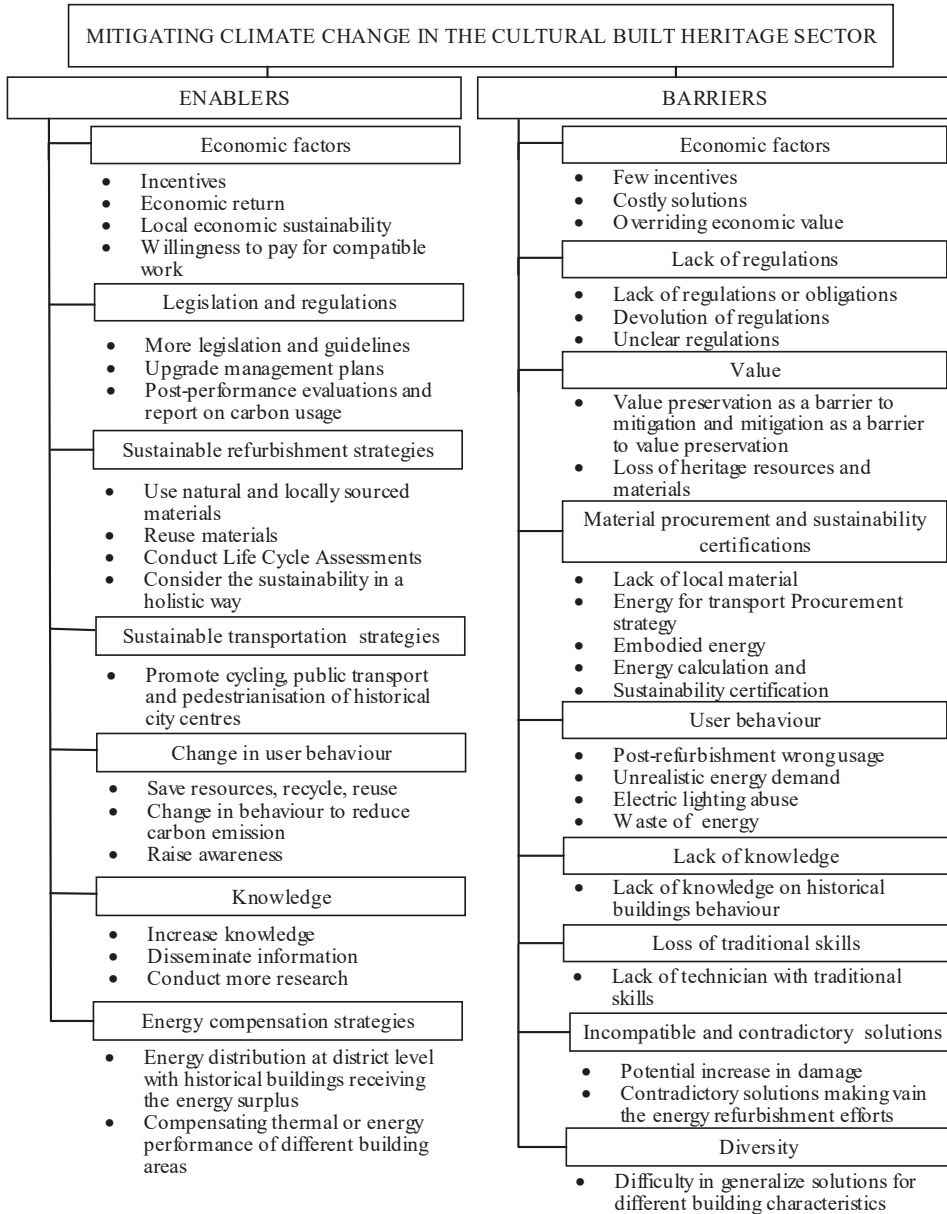 MITIGATING CLIMATE CHANGE IN THE CULTURAL BUILT HERITAGE SECTOR
ENABLERS
Economic factors
• Incentives
• Economic return
• Local economic sustainability
• Willingness to pay for compatible
work
Legislation and regulations
• More legislation and guidelines
• Upgrade management plans
• Post-performance evaluations and
report on carbon usage
Sustainable refurbishment strategies
• Use natural and locally sourced
materials
• Reuse materials
• Conduct Life Cycle Assessments
• Consider the sustainability in a
holistic way
Sustainable transportation strategies
• Promote cycling, public transport
and pedestrianisation of historical
city centres
Change in user behaviour
• Save resources, recycle, reuse
• Change in behaviour to reduce
carbon emission
• Raise awareness
Knowledge
• Increase knowledge
• Disseminate information
• Conduct more research
Energy compensation strategies
• Energy distribution at district level
with historical buildings receiving
the energy surplus
• Compensating thermal or energy
performance of different building
areas
BARRIERS
Economic factors
• Few incentives
• Costly solutions
• Overriding economic value
Lack of regulations
• Lack of regulations or obligations
• Devolution of regulations
• Unclear regulations
Value
• Value preservation as a barrier to
mitigation and mitigation as a barrier
to value preservation
• Loss of heritage resources and
materials
Material procurement and sustainability
certifications
• Lack of local material
• Energy for transport Procurement
strategy
• Embodied energy
• Energy calculation and
• Sustainability certification
User behaviour
• Post-refurbishment wrong usage
• Unrealistic energy demand
• Electric lighting abuse
• Waste of energy
Lack of knowledge
• Lack of knowledge on historical
buildings behaviour
Loss of traditional skills
• Lack of technician with traditional
skills
Incompatible and contradictory solutions
• Potential increase in damage
• Contradictory solutions making vain
the energy refurbishment efforts
Diversity
• Difficulty in generalize solutions for
different building characteristics